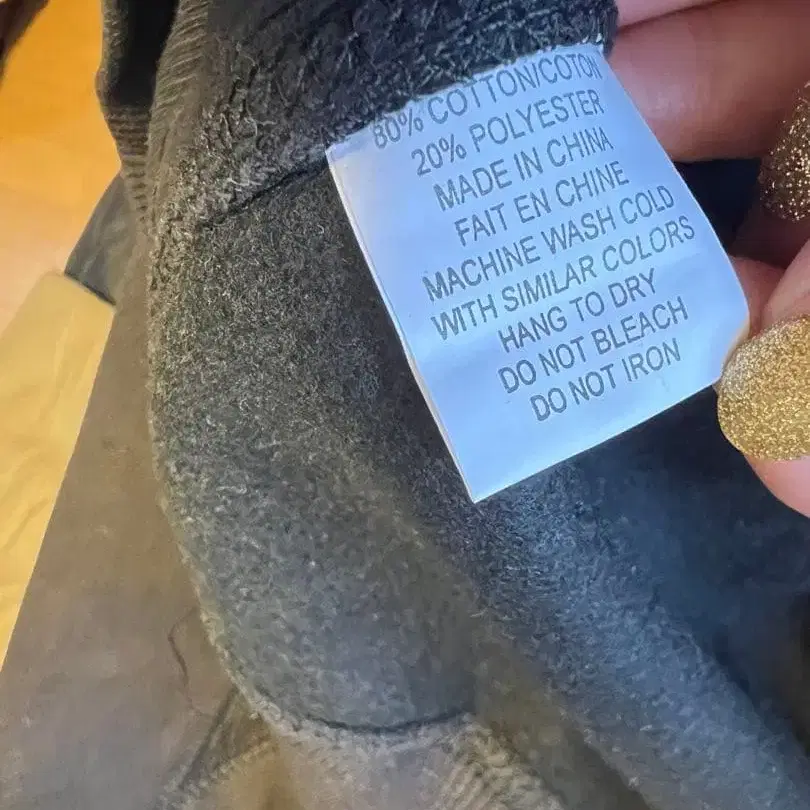 80% COTTON/COTON
20% POLYESTER
MADE IN CHINA
FAIT EN CHINE
MACHINE WASH COLD
WITH SIMILAR COLORS
HANG TO DRY
DO NOT BLEACH
DO NOT IRON